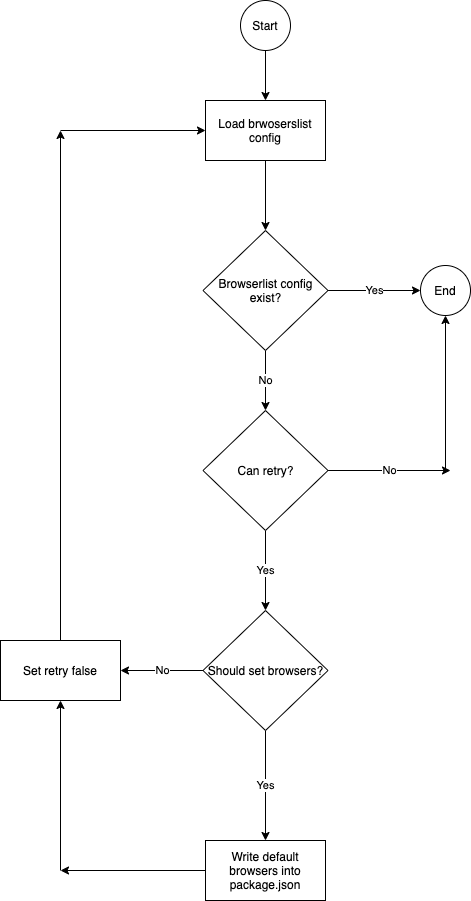 Start
Load brwoserslist
config
Browserlist config
exist?
Yes
End
No
Can retry?
No
Yes
Set retry false
No
Should set browsers?
Yes
Write default
browsers into
package.json